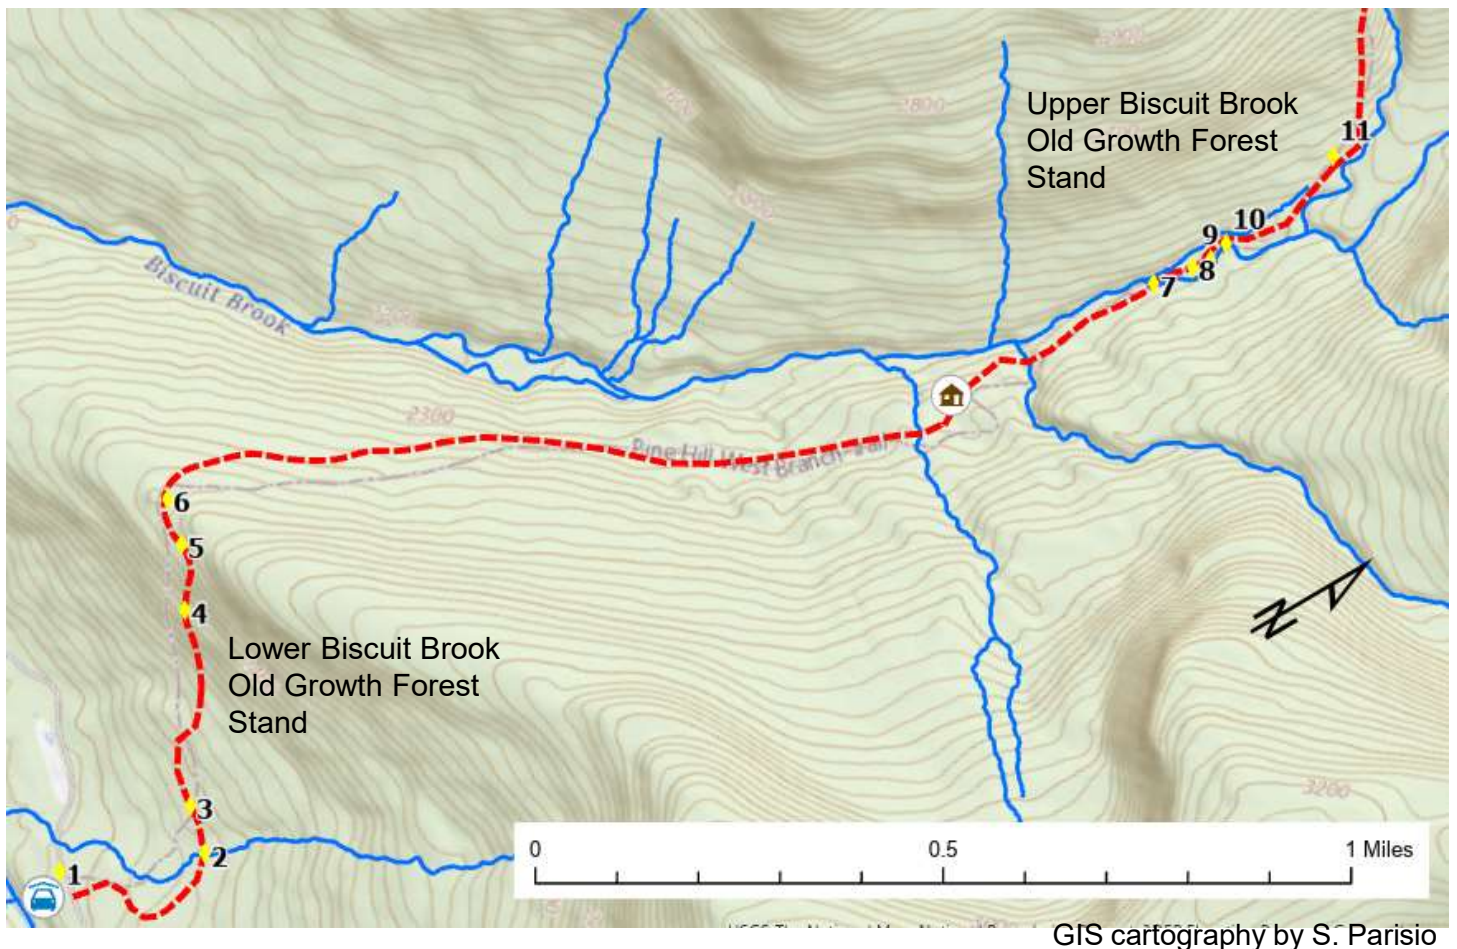 2900
2800
Upper Biscuit Brook
Old Growth Forest
Stand
11
10
9
8
7
Biscuit Brook
2300
Pine Hill West Branch Trail
6
5
4
Lower Biscuit Brook
Old Growth Forest
Stand
N
3200
3
2
1
0 0.5 1 Miles
GIS cartography by S. Parisio